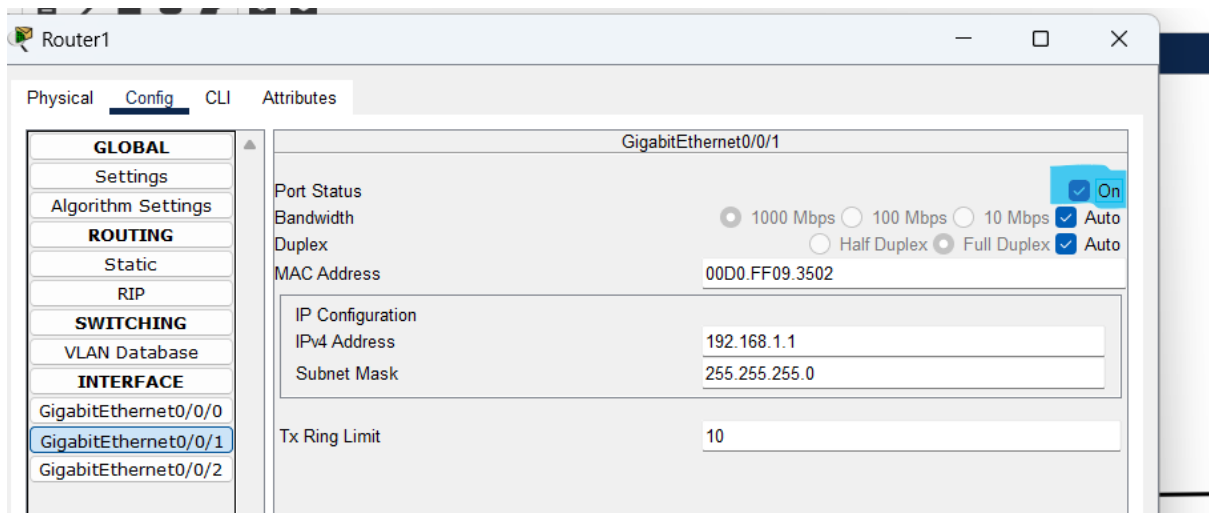 Router1
Physical Config CLI Attributes
GLOBAL
Settings
Algorithm Settings
ROUTING
Static
RIP
SWITCHING
VLAN Database
INTERFACE
GigabitEthernet0/0/0
GigabitEthernet0/0/1
GigabitEthernet0/0/2
GigabitEthernet0/0/1
Port Status On
Bandwidth 1000 Mbps 100 Mbps 10 Mbps Auto
Duplex Half Duplex Full Duplex Auto
MAC Address 00D0.FF09.3502
IP Configuration
IPv4 Address 192.168.1.1
Subnet Mask 255.255.255.0
Tx Ring Limit 10